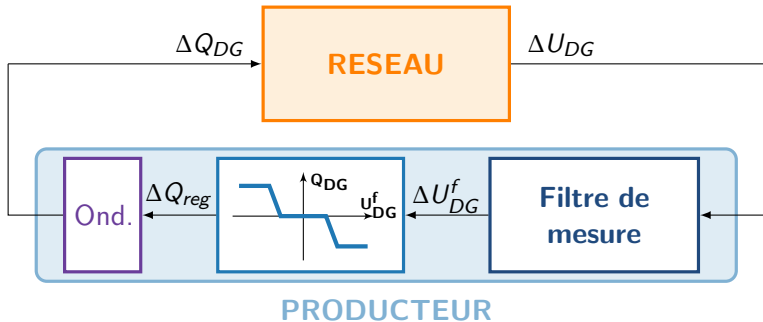 ΔQ_DG
RESEAU
ΔU_DG
Ond.
ΔQ_reg
Q_DG
U^f_DG
ΔU^f_DG
Filtre de
mesure
PRODUCTEUR